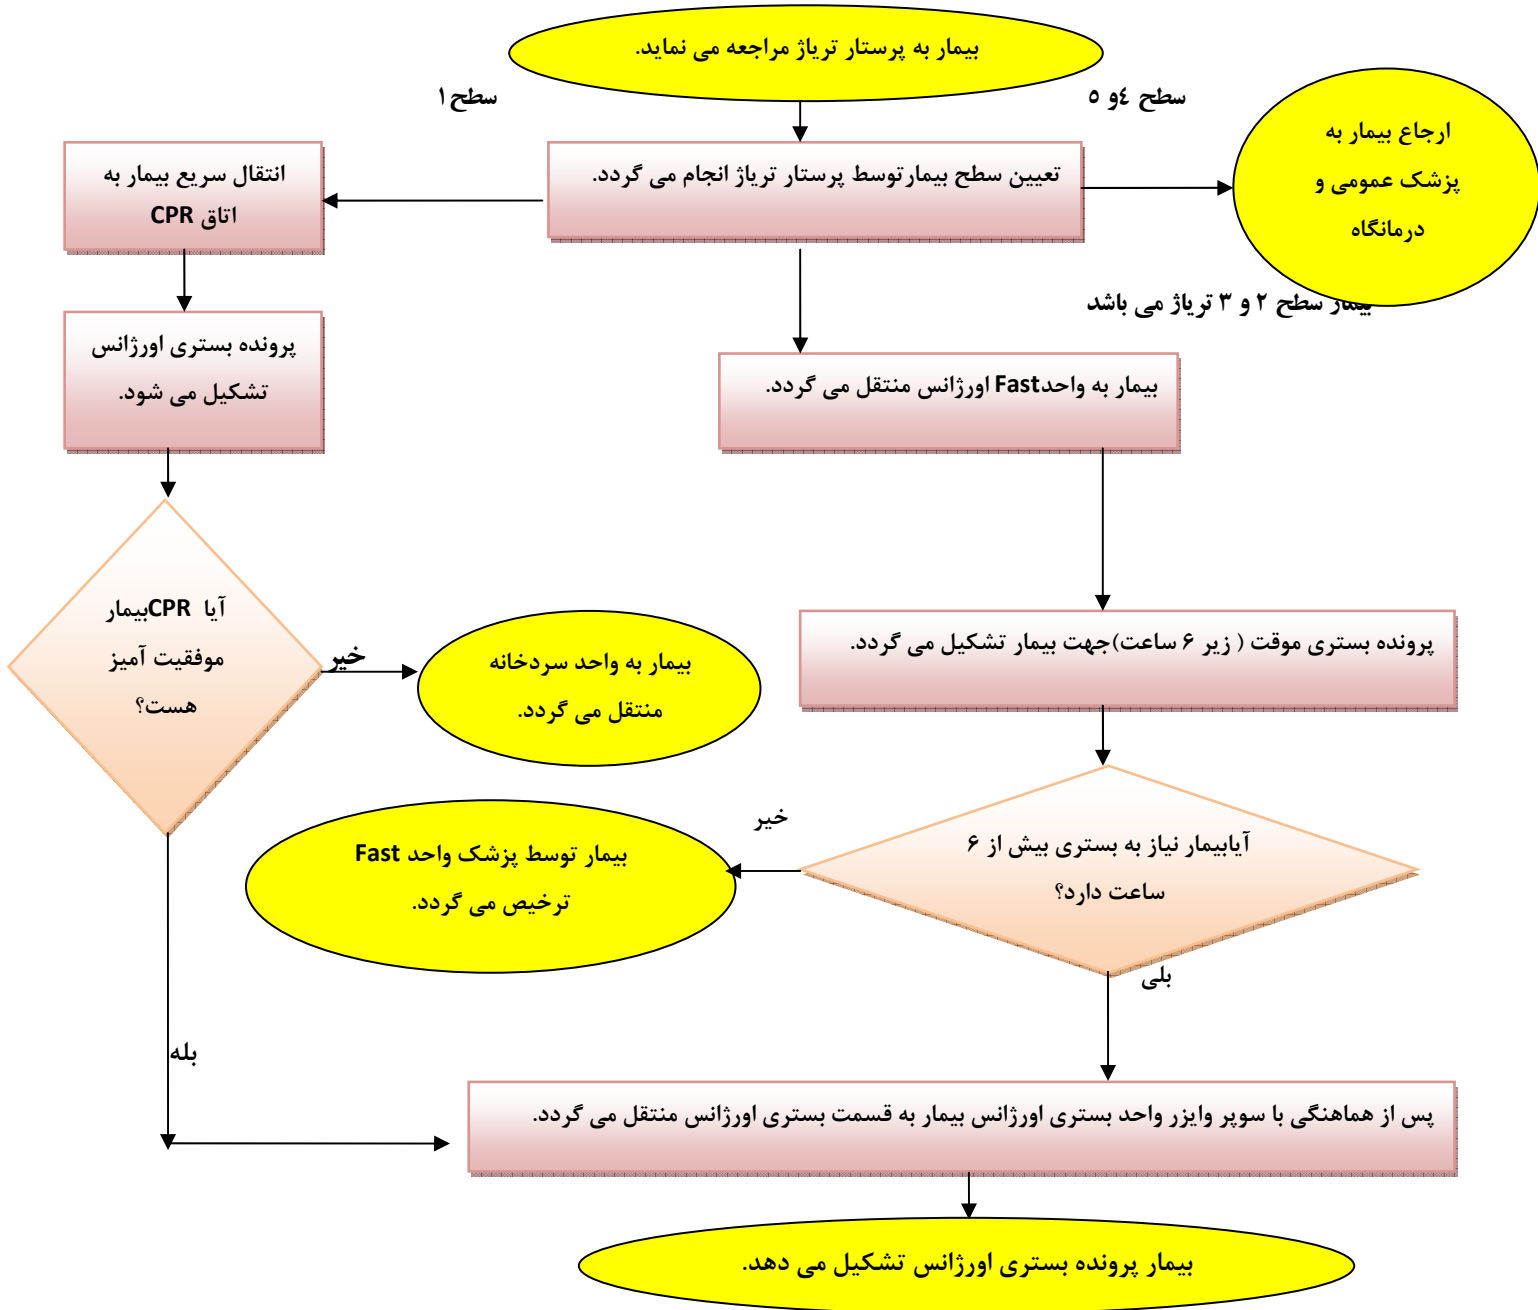 بیمار به پرستار تریاژ مراجعه می نماید.
سطح ٤و ٥
سطح ١
ارجاع بیمار به
پزشک عمومی و
درمانگاه
تعیین سطح بیمارتوسط پرستار تریاژ انجام می گردد.
انتقال سریع بیمار به
اتاق CPR
بیمار سطح ۲ و ۳ تریاژ می باشد
پرونده بستری اورژانس
تشکیل می شود.
بیمار به واحدFast اورژانس منتقل می گردد.
آیا CPRبیمار
موفقیت آمیز
هست؟
خیر
بیمار به واحد سردخانه
منتقل می گردد.
پرونده بستری موقت ( زیر ۶ ساعت)جهت بیمار تشکیل می گردد.
آیابیمار نیاز به بستری بیش از ۶
ساعت دارد؟
خیر
بیمار توسط پزشک واحد Fast
ترخیص می گردد.
بلی
بله
پس از هماهنگی با سوپر وایزر واحد بستری اورژانس بیمار به قسمت بستری اورژانس منتقل می گردد.
بیمار پرونده بستری اورژانس تشکیل می دهد.